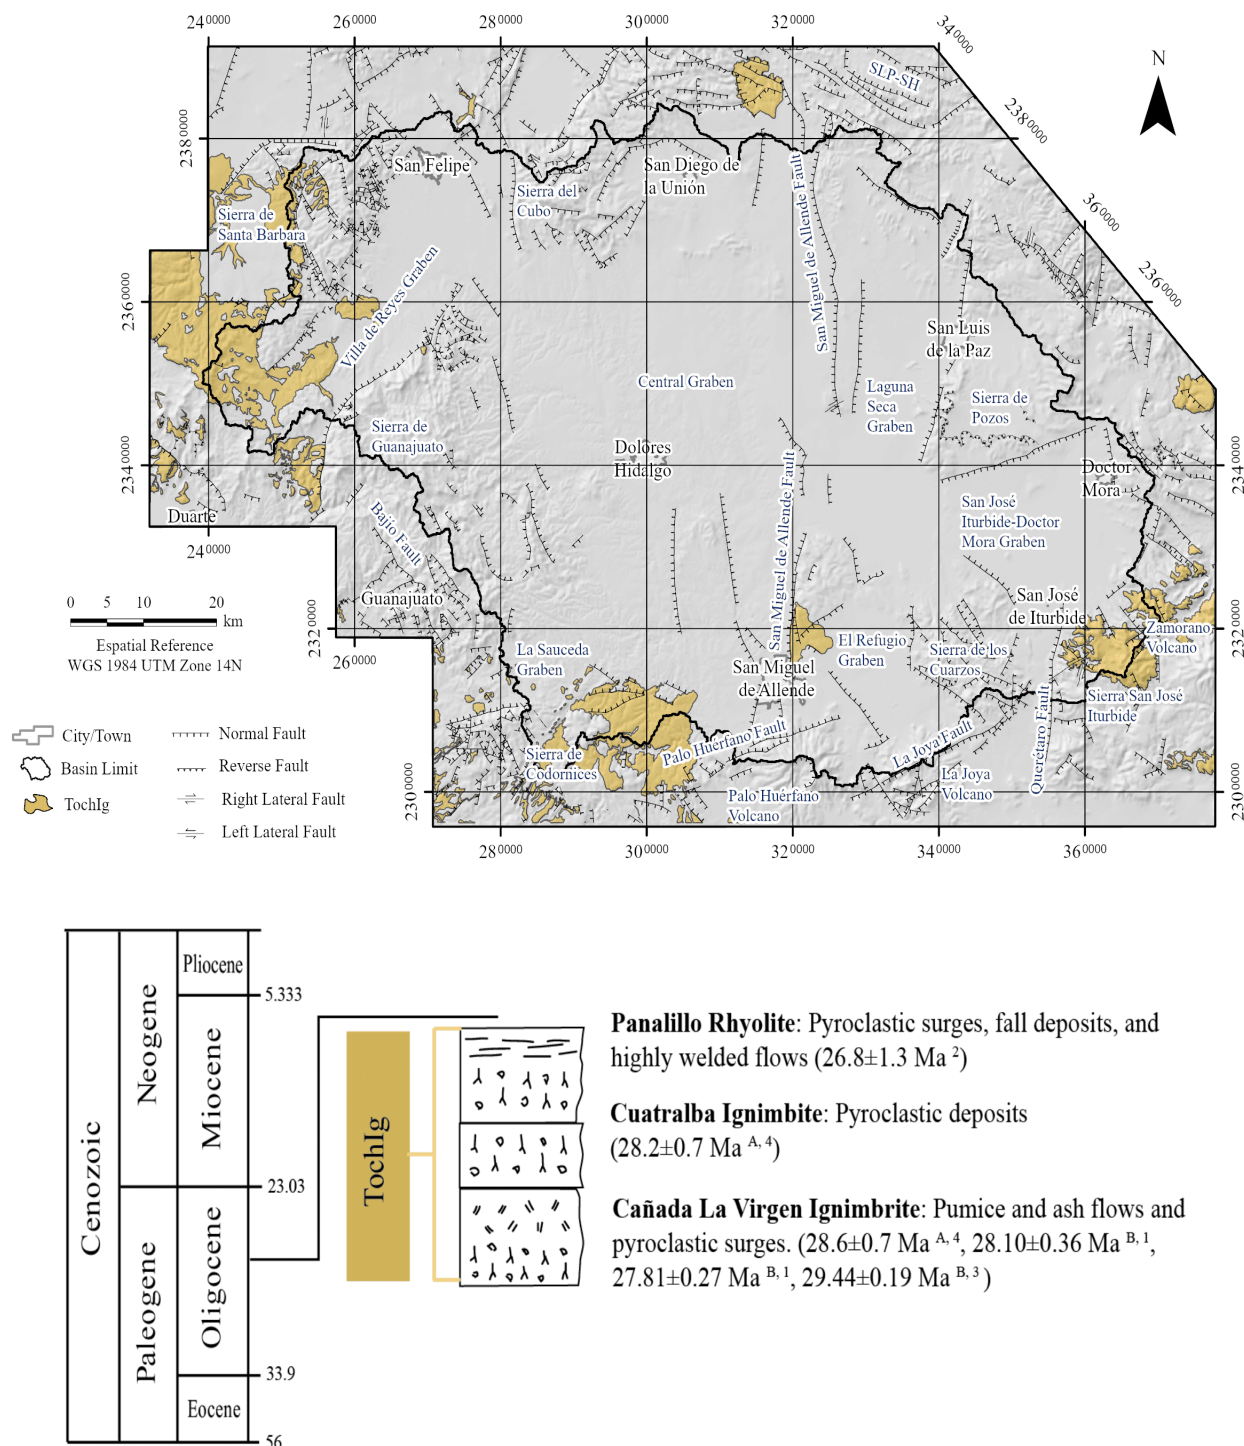 240000 260000 280000 300000 320000 340000
N
SLP-SH
2380000
2380000
San Felipe
San Diego de
la Unión
Sierra del
Cubo
Sierra de
Santa Barbara
San Miguel de Allende Fault
360000
Villa de Reyes Graben
2360000
2360000
San Luis
de la Paz
Central Graben
Laguna
Seca
Graben
Sierra de
Pozos
Sierra de
Guanajuato
Dolores
Hidalgo
2340000
2340000
Doctor
Mora
San Miguel de Allende Fault
San José
Iturbide-Doctor
Mora Graben
Duarte
Bajio Fault
240000
Guanajuato
San José
de Iturbide
0 5 10 20
km
Espatial Reference
WGS 1984 UTM Zone 14N
2320000
2320000
260000
La Sauceda
Graben
El Refugio
Graben
Sierra de los
Cuarzos
Zamorano
Volcano
San Miguel
de Allende
Sierra San José
Iturbide
Querétaro Fault
City/Town
Basin Limit
TochIg
Normal Fault
Reverse Fault
Right Lateral Fault
Left Lateral Fault
Palo Huérfano Fault
La Joya Fault
Sierra de
Codornices
La Joya
Volcano
Palo Huérfano
Volcano
2300000
2300000
280000 300000 320000 340000 360000
Cenozoic
Neogene
Paleogene
Pliocene
Miocene
Oligocene
Eocene
5.333
23.03
33.9
56
TochIg
Panalillo Rhyolite: Pyroclastic surges, fall deposits, and
highly welded flows (26.8±1.3 Ma 2)
Cuatralba Ignimbite: Pyroclastic deposits
(28.2±0.7 Ma A, 4)
Cañada La Virgen Ignimbrite: Pumice and ash flows and
pyroclastic surges. (28.6±0.7 Ma A, 4, 28.10±0.36 Ma B, 1,
27.81±0.27 Ma B, 1, 29.44±0.19 Ma B, 3)